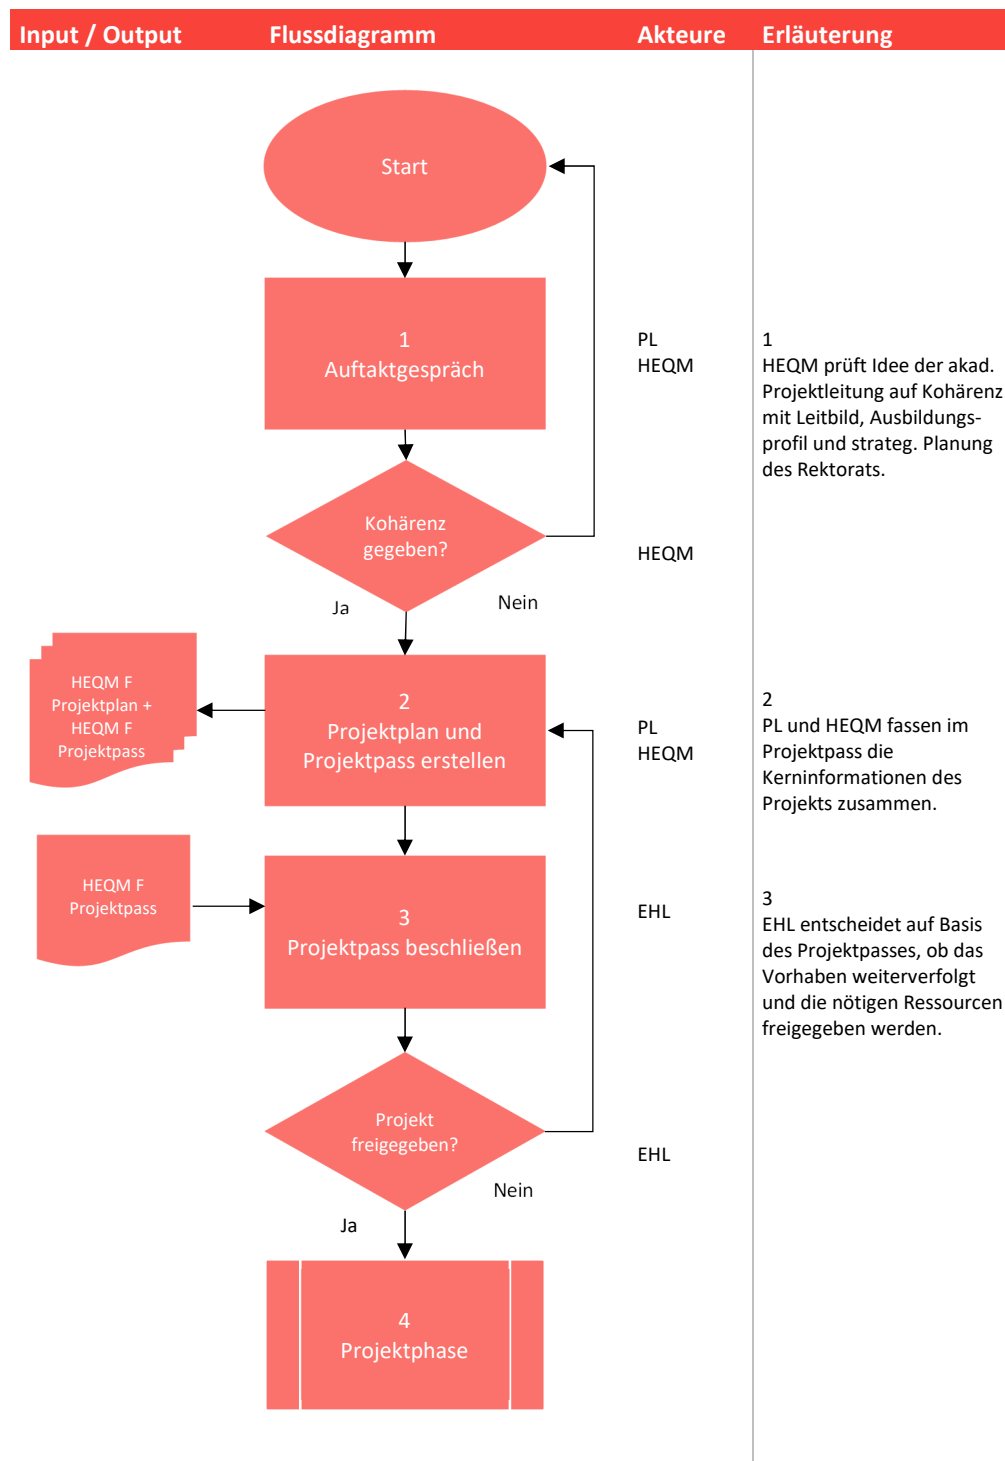 Input / Output Flussdiagramm Akteure Erläuterung
Start
1
Auftaktgespräch
PL
HEQM
1
HEQM prüft Idee der akad.
Projektleitung auf Kohärenz
mit Leitbild, Ausbildungs-
profil und strateg. Planung
des Rektorats.
Kohärenz
gegeben?
HEQM
Ja
Nein
HEQM F
Projektplan +
HEQM F
Projektpass
2
Projektplan und
Projektpass erstellen
PL
HEQM
2
PL und HEQM fassen im
Projektpass die
Kerninformationen des
Projekts zusammen.
HEQM F
Projektpass
3
Projektpass beschließen
EHL
3
EHL entscheidet auf Basis
des Projektpasses, ob das
Vorhaben weiterverfolgt
und die nötigen Ressourcen
freigegeben werden.
Projekt
freigegeben?
EHL
Nein
Ja
4
Projektphase